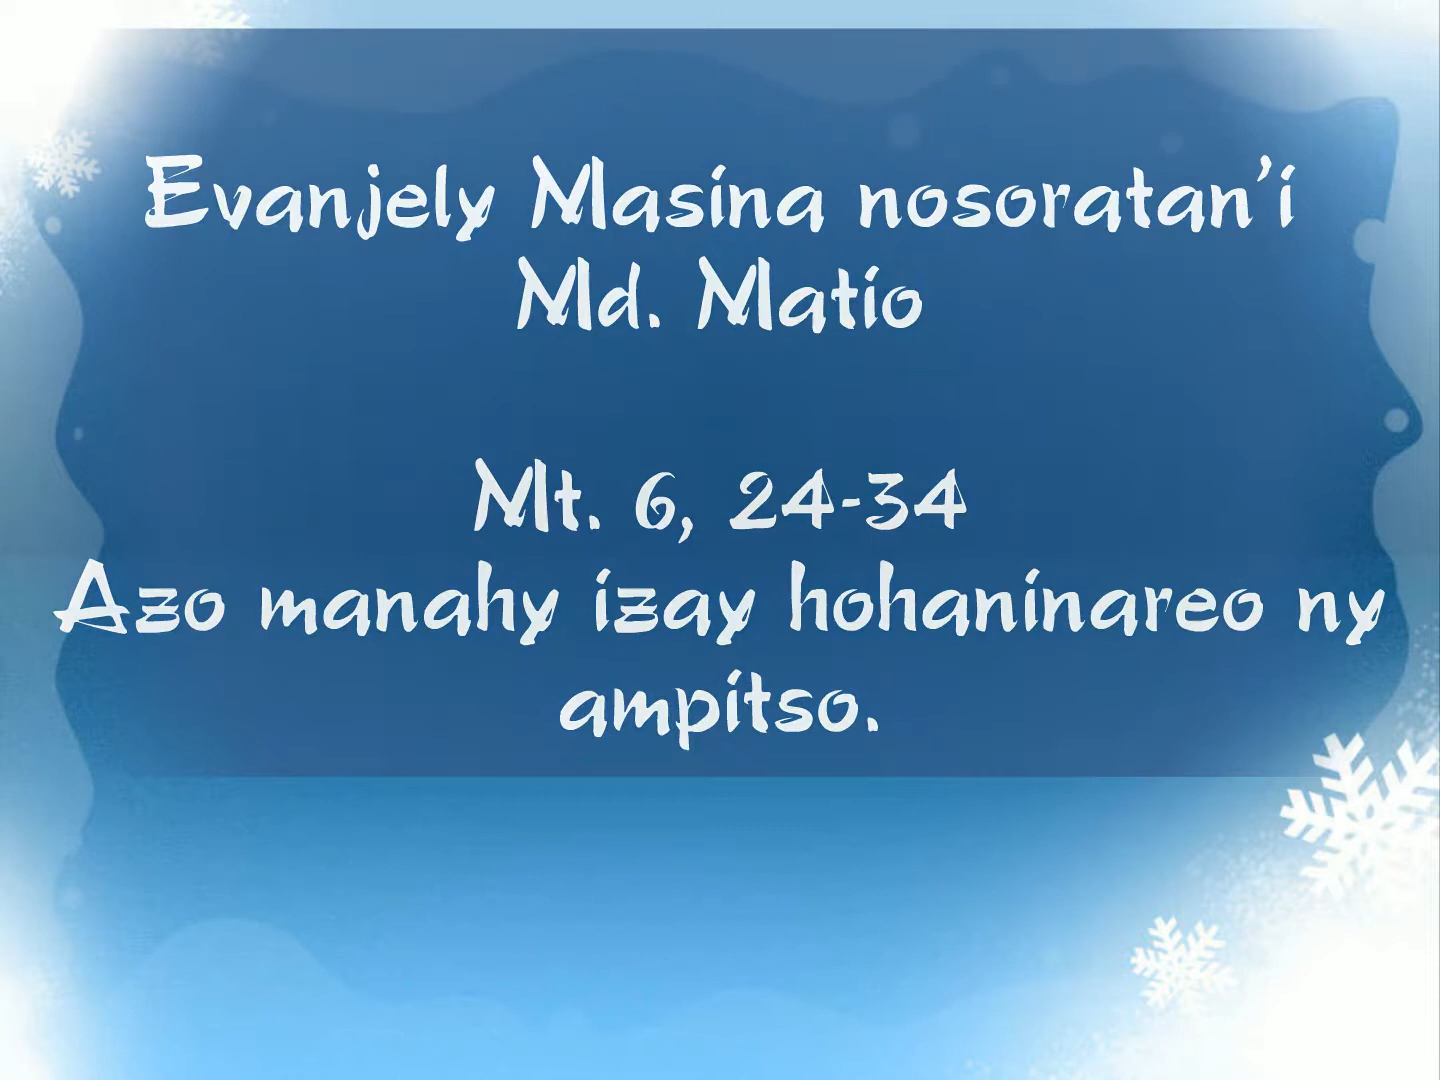 Evanjely Masina nosoratan’i
Md. Matio
Mt. 6, 24-34
Azo manahy izay hohaninareo ny
ampitso.